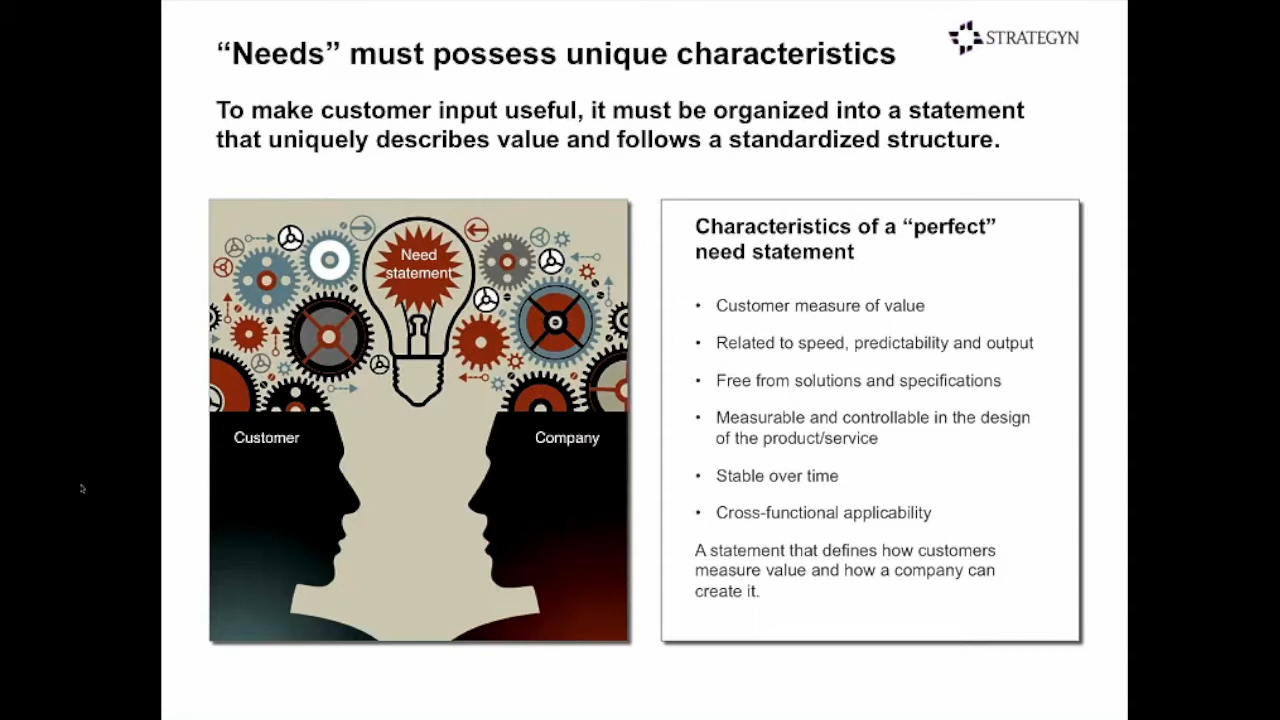 “Needs” must possess unique characteristics
STRATEGYN
To make customer input useful, it must be organized into a statement
that uniquely describes value and follows a standardized structure.
Need
statement
Customer
Company
Characteristics of a “perfect”
need statement
• Customer measure of value
• Related to speed, predictability and output
• Free from solutions and specifications
• Measurable and controllable in the design
of the product/service
• Stable over time
• Cross-functional applicability
A statement that defines how customers
measure value and how a company can
create it.